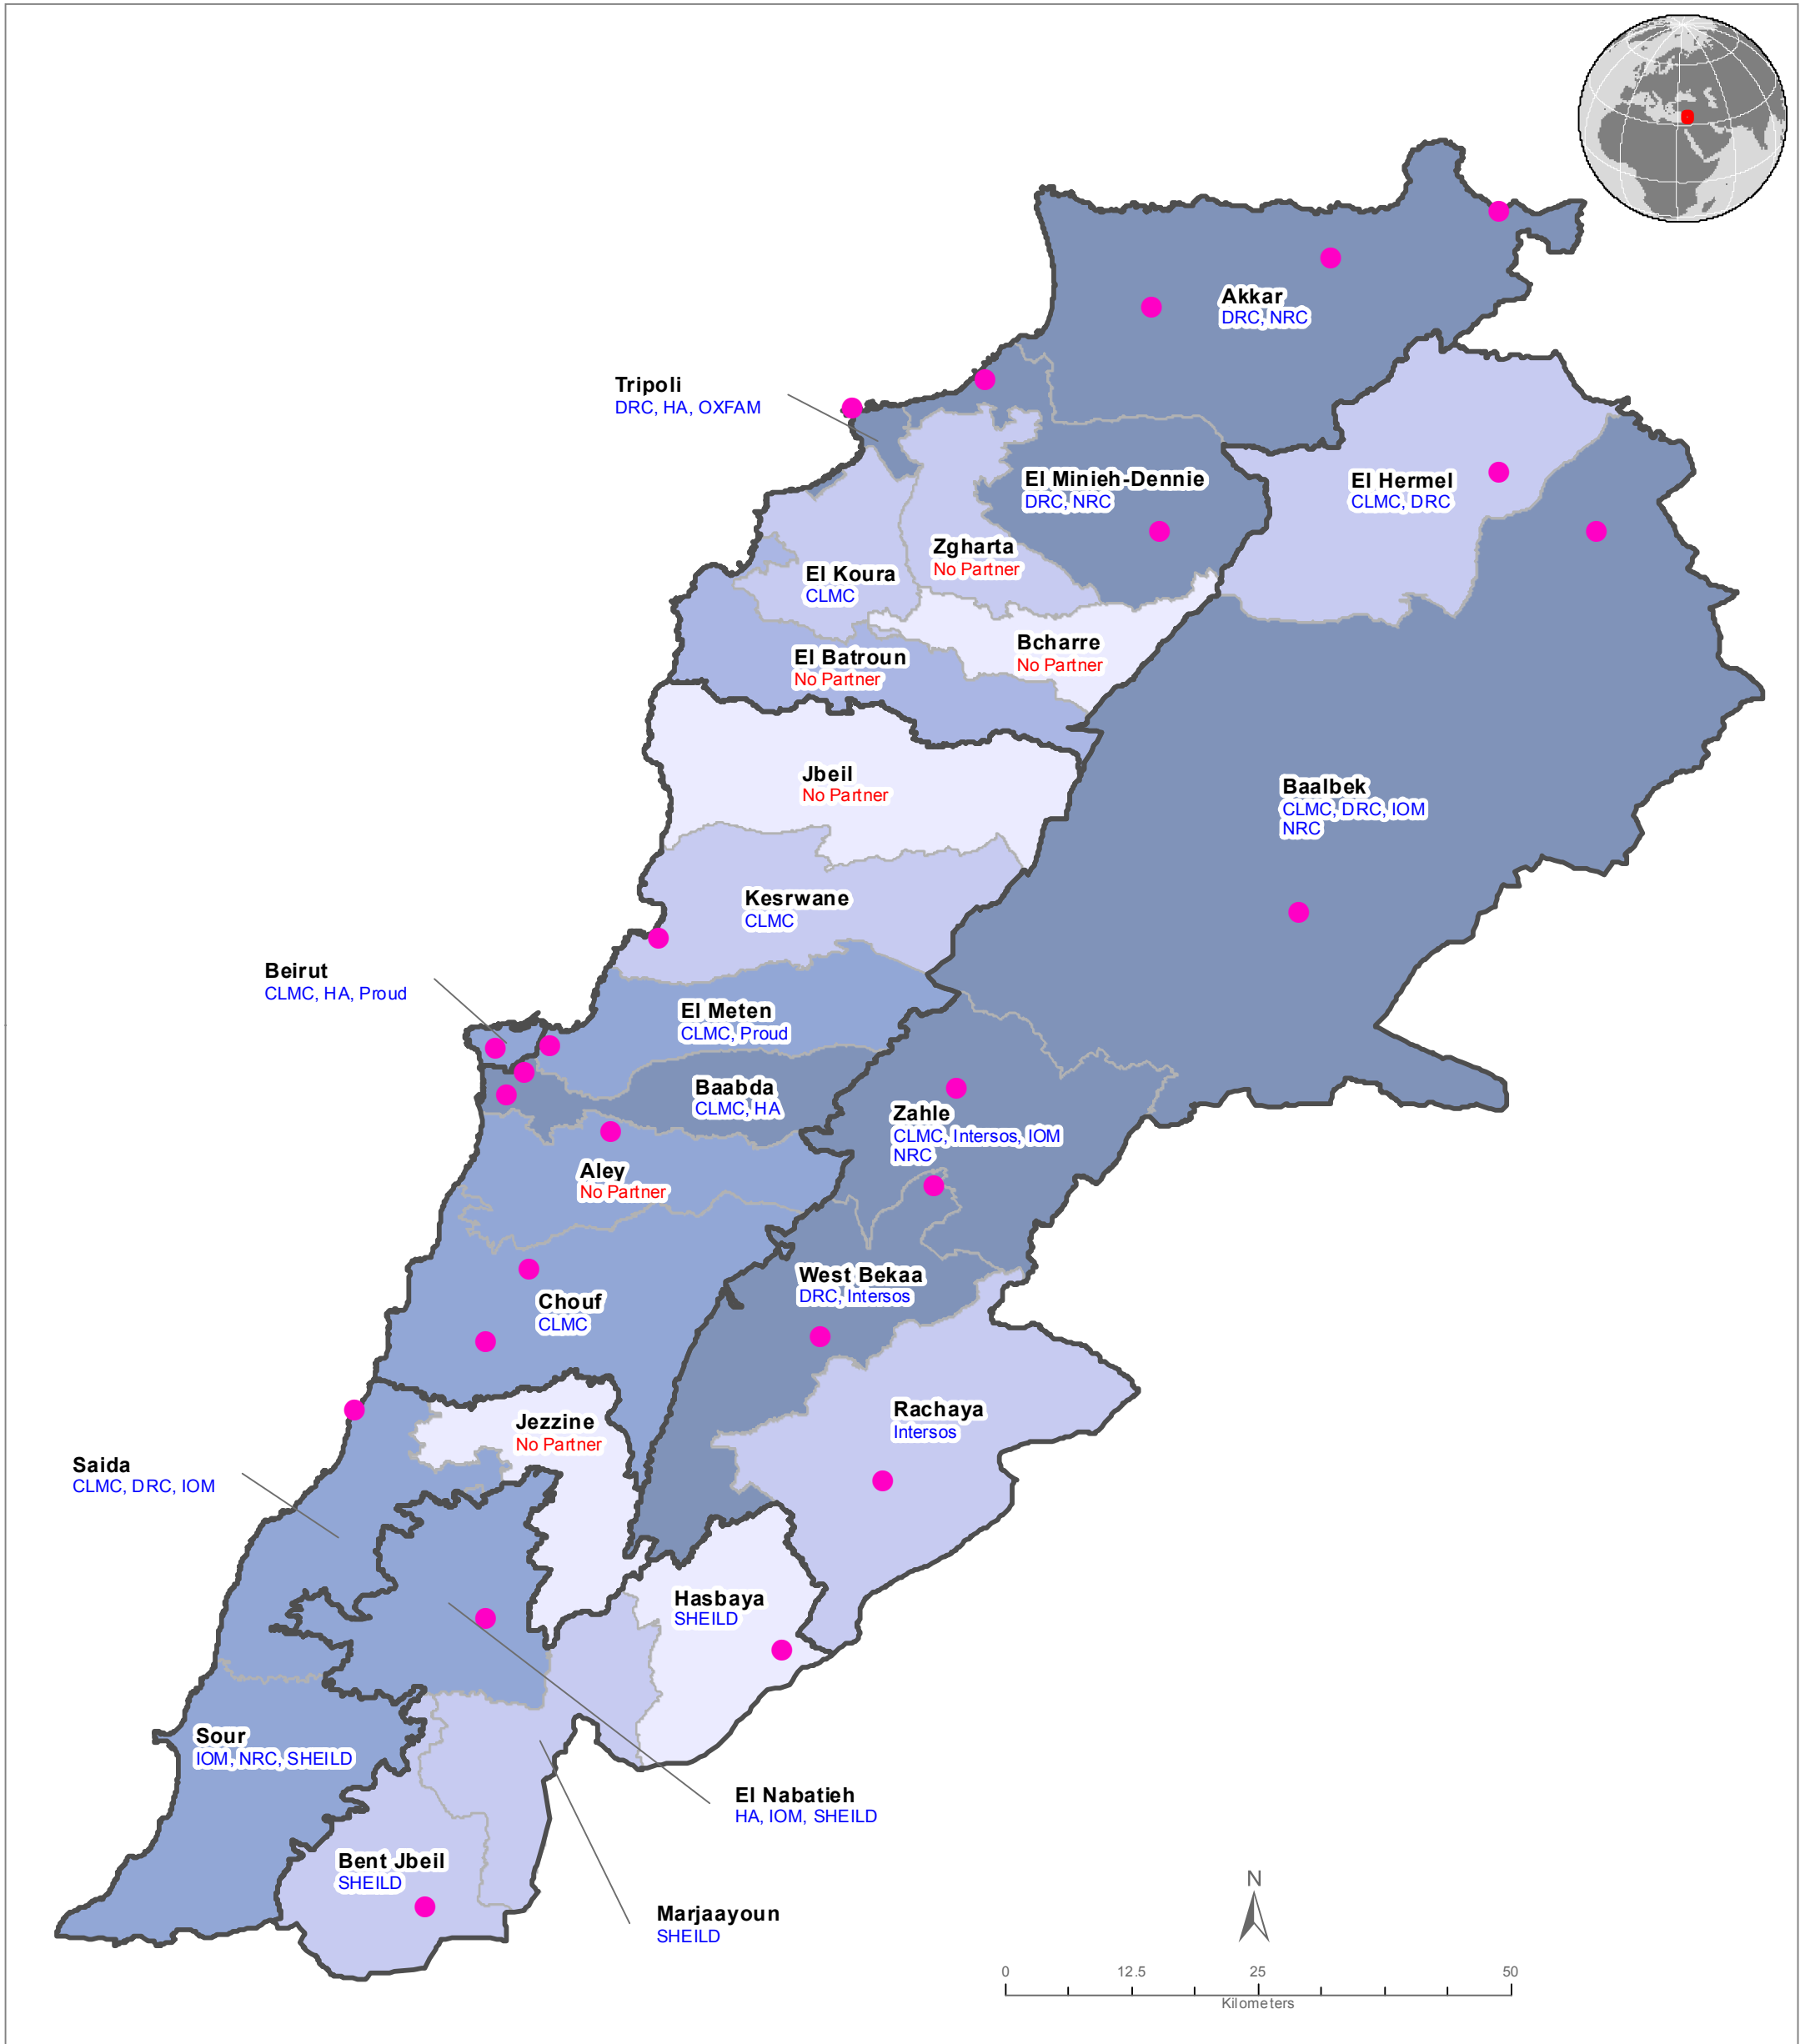 Akkar
DRC, NRC
Tripoli
DRC, HA, OXFAM
El Minieh-Dennie
DRC, NRC
El Hermel
CLMC, DRC
Zgharta
No Partner
El Koura
CLMC
Bcharre
No Partner
El Batroun
No Partner
Jbeil
No Partner
Baalbek
CLMC, DRC, IOM
NRC
Kesrwane
CLMC
Beirut
CLMC, HA, Proud
El Meten
CLMC, Proud
Baabda
CLMC, HA
Zahle
CLMC, Intersos, IOM
NRC
Aley
No Partner
West Bekaa
DRC, Intersos
Chouf
CLMC
Rachaya
Intersos
Jezzine
No Partner
Saida
CLMC, DRC, IOM
Hasbaya
SHEILD
Sour
IOM, NRC, SHEILD
El Nabatieh
HA, IOM, SHEILD
Bent Jbeil
SHEILD
Marjaayoun
SHEILD
N
0 12.5 25 50
Kilometers